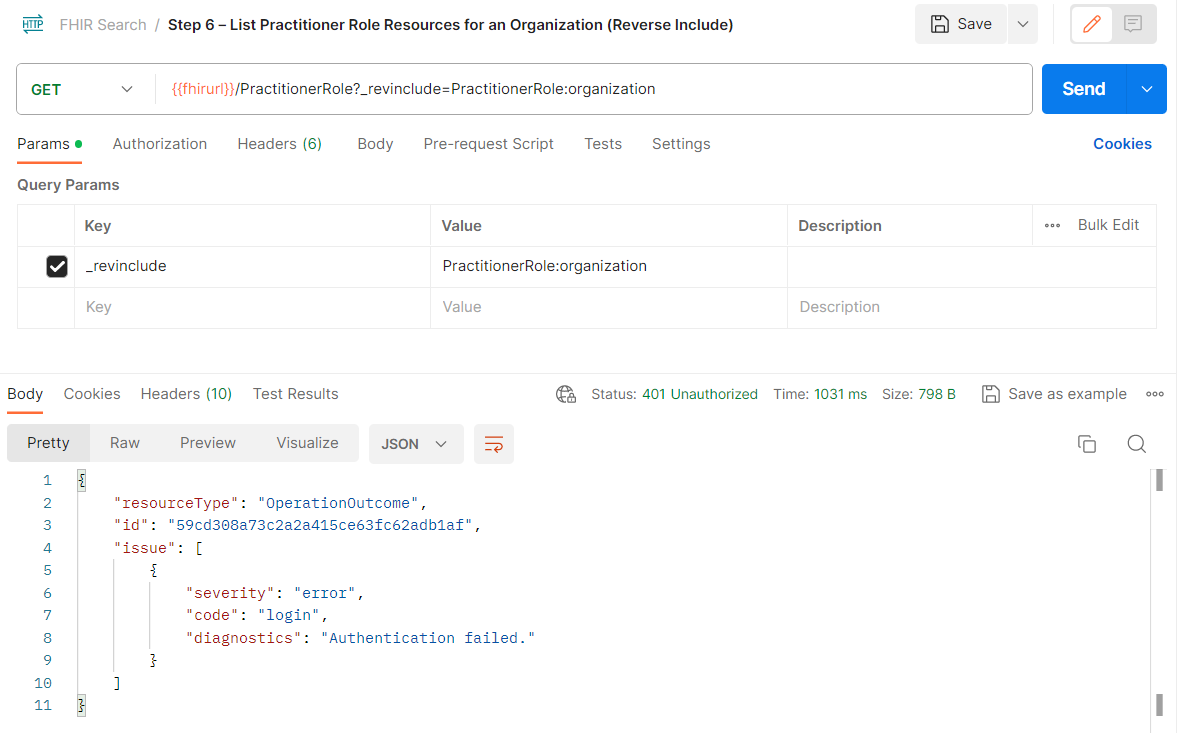 HTTP FHIR Search / Step 6 – List Practitioner Role Resources for an Organization (Reverse Include) Save
GET {{fhirurl}}/PractitionerRole?_revinclude=PractitionerRole:organization Send
Params Authorization Headers (6) Body Pre-request Script Tests Settings Cookies
Query Params
Key Value Description Bulk Edit
_revinclude PractitionerRole:organization
Key Value Description
Body Cookies Headers (10) Test Results Status: 401 Unauthorized Time: 1031 ms Size: 798 B Save as example
Pretty Raw Preview Visualize JSON
1 {
2 "resourceType": "OperationOutcome",
3 "id": "59cd308a73c2a2a415ce63fc62adb1af",
4 "issue": [
5 {
6 "severity": "error",
7 "code": "login",
8 "diagnostics": "Authentication failed."
9 }
10 ]
11 }